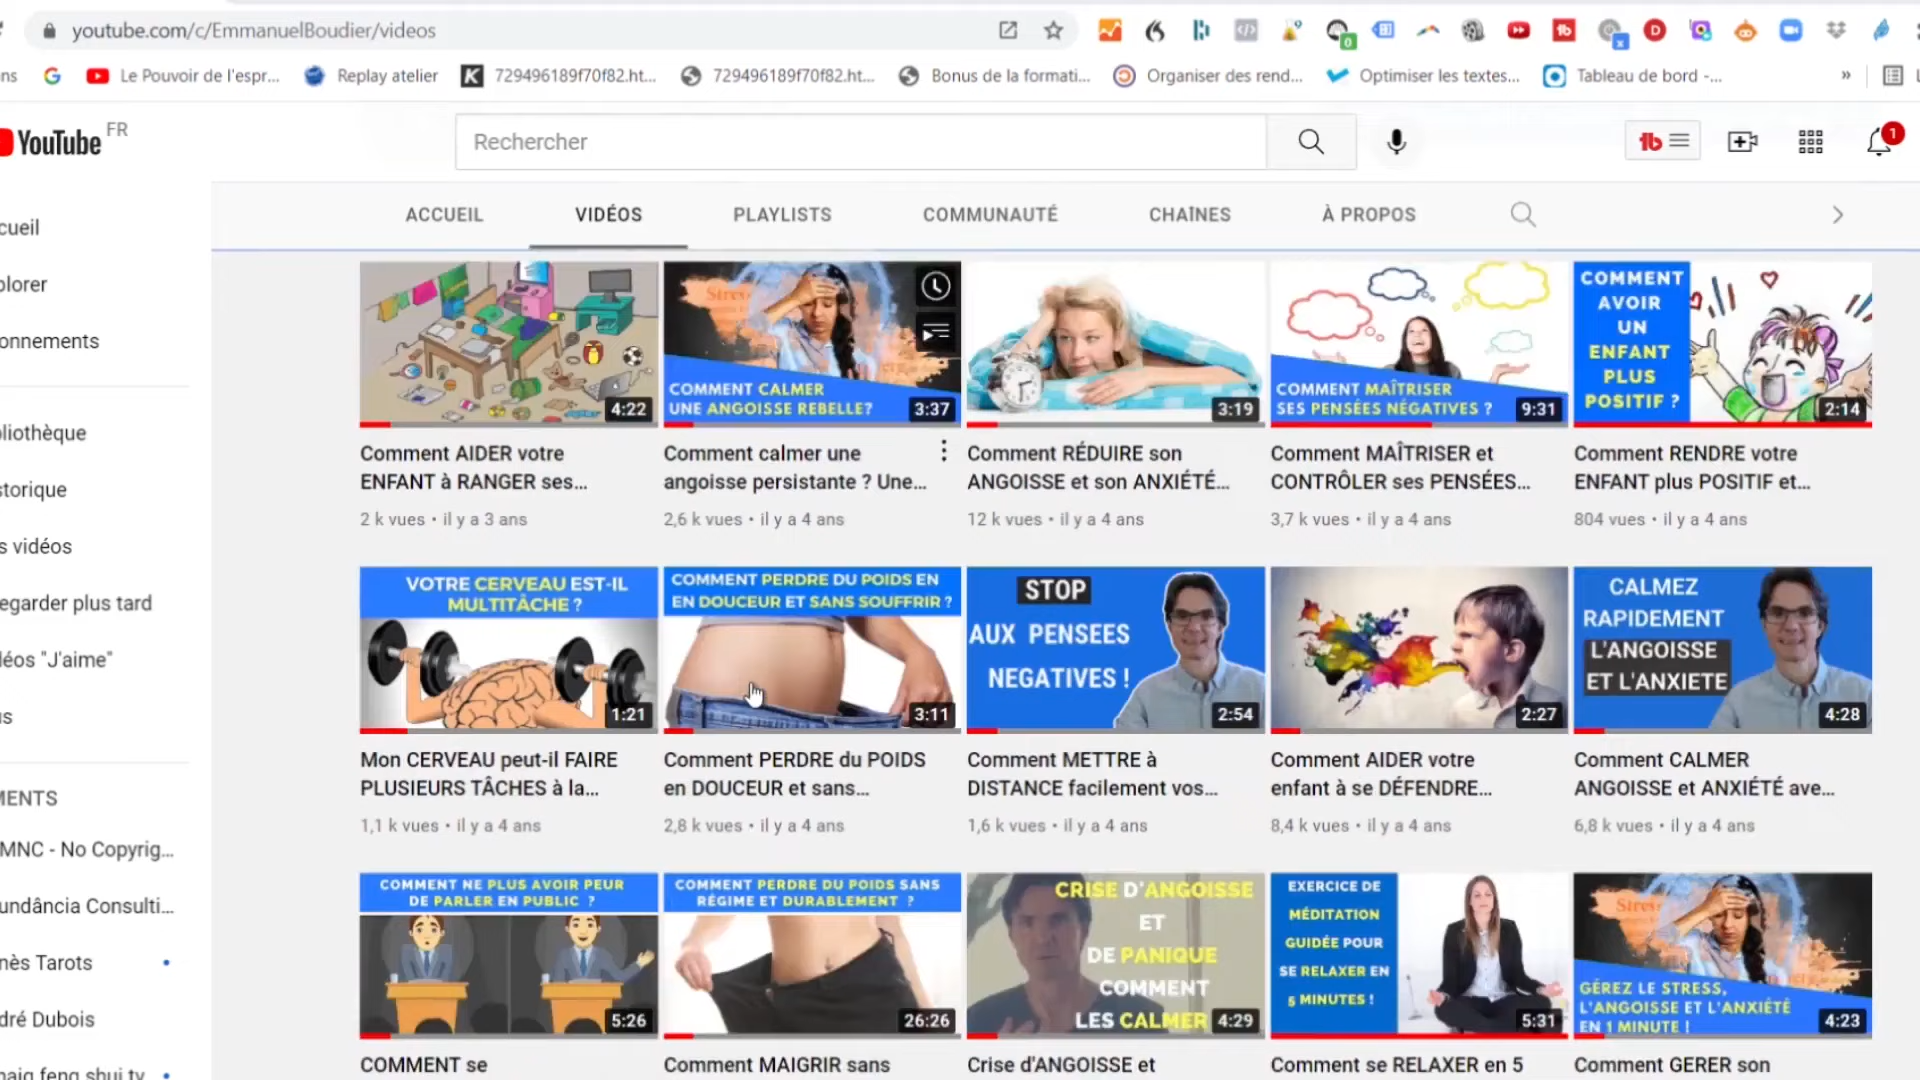 youtube.com/c/EmmanuelBoudier/videos
ns
Le Pouvoir de l'espr...
Replay atelier
729496189f70f82.ht...
729496189f70f82.ht...
Bonus de la formati...
Organiser des rend...
Optimiser les textes...
Tableau de bord -...
»
YouTube FR
Rechercher
1
ACCUEIL
VIDÉOS
PLAYLISTS
COMMUNAUTÉ
CHAÎNES
À PROPOS
cueil
plorer
onnements
bliothèque
storique
s vidéos
egarder plus tard
déos "J'aime"
us
MENTS
MNC - No Copyrig...
undância Consulti...
nès Tarots
dré Dubois
naig feng shui tv
4:22
COMMENT CALMER
UNE ANGOISSE REBELLE?
3:37
3:19
COMMENT MAÎTRISER
SES PENSÉES NÉGATIVES ?
9:31
COMMENT
AVOIR
UN
ENFANT
PLUS
POSITIF ?
2:14
Comment AIDER votre
ENFANT à RANGER ses...
2 k vues • il y a 3 ans
Comment calmer une
angoisse persistante ? Une...
2,6 k vues • il y a 4 ans
Comment RÉDUIRE son
ANGOISSE et son ANXIÉTÉ...
12 k vues • il y a 4 ans
Comment MAÎTRISER et
CONTRÔLER ses PENSÉES...
3,7 k vues • il y a 4 ans
Comment RENDRE votre
ENFANT plus POSITIF et...
804 vues • il y a 4 ans
VOTRE CERVEAU EST-IL
MULTITÂCHE ?
1:21
COMMENT PERDRE DU POIDS EN
EN DOUCEUR ET SANS SOUFFRIR ?
3:11
STOP
AUX PENSEES
NEGATIVES !
2:54
2:27
CALMEZ
RAPIDEMENT
L'ANGOISSE
ET L'ANXIETE
4:28
Mon CERVEAU peut-il FAIRE
PLUSIEURS TÂCHES à la...
1,1 k vues • il y a 4 ans
Comment PERDRE du POIDS
en DOUCEUR et sans...
2,8 k vues • il y a 4 ans
Comment METTRE à
DISTANCE facilement vos...
1,6 k vues • il y a 4 ans
Comment AIDER votre
enfant à se DÉFENDRE...
8,4 k vues • il y a 4 ans
Comment CALMER
ANGOISSE et ANXIÉTÉ ave...
6,8 k vues • il y a 4 ans
COMMENT NE PLUS AVOIR PEUR
DE PARLER EN PUBLIC ?
5:26
COMMENT PERDRE DU POIDS SANS
RÉGIME ET DURABLEMENT ?
26:26
CRISE D'ANGOISSE
ET
DE PANIQUE
COMMENT
LES CALMER
4:29
EXERCICE DE
MÉDITATION
GUIDÉE POUR
SE RELAXER EN
5 MINUTES !
5:31
GÉREZ LE STRESS,
L'ANGOISSE ET L'ANXIÉTÉ
EN 1 MINUTE !
4:23
COMMENT se
Comment MAIGRIR sans
Crise d'ANGOISSE et
Comment se RELAXER en 5
Comment GERER son